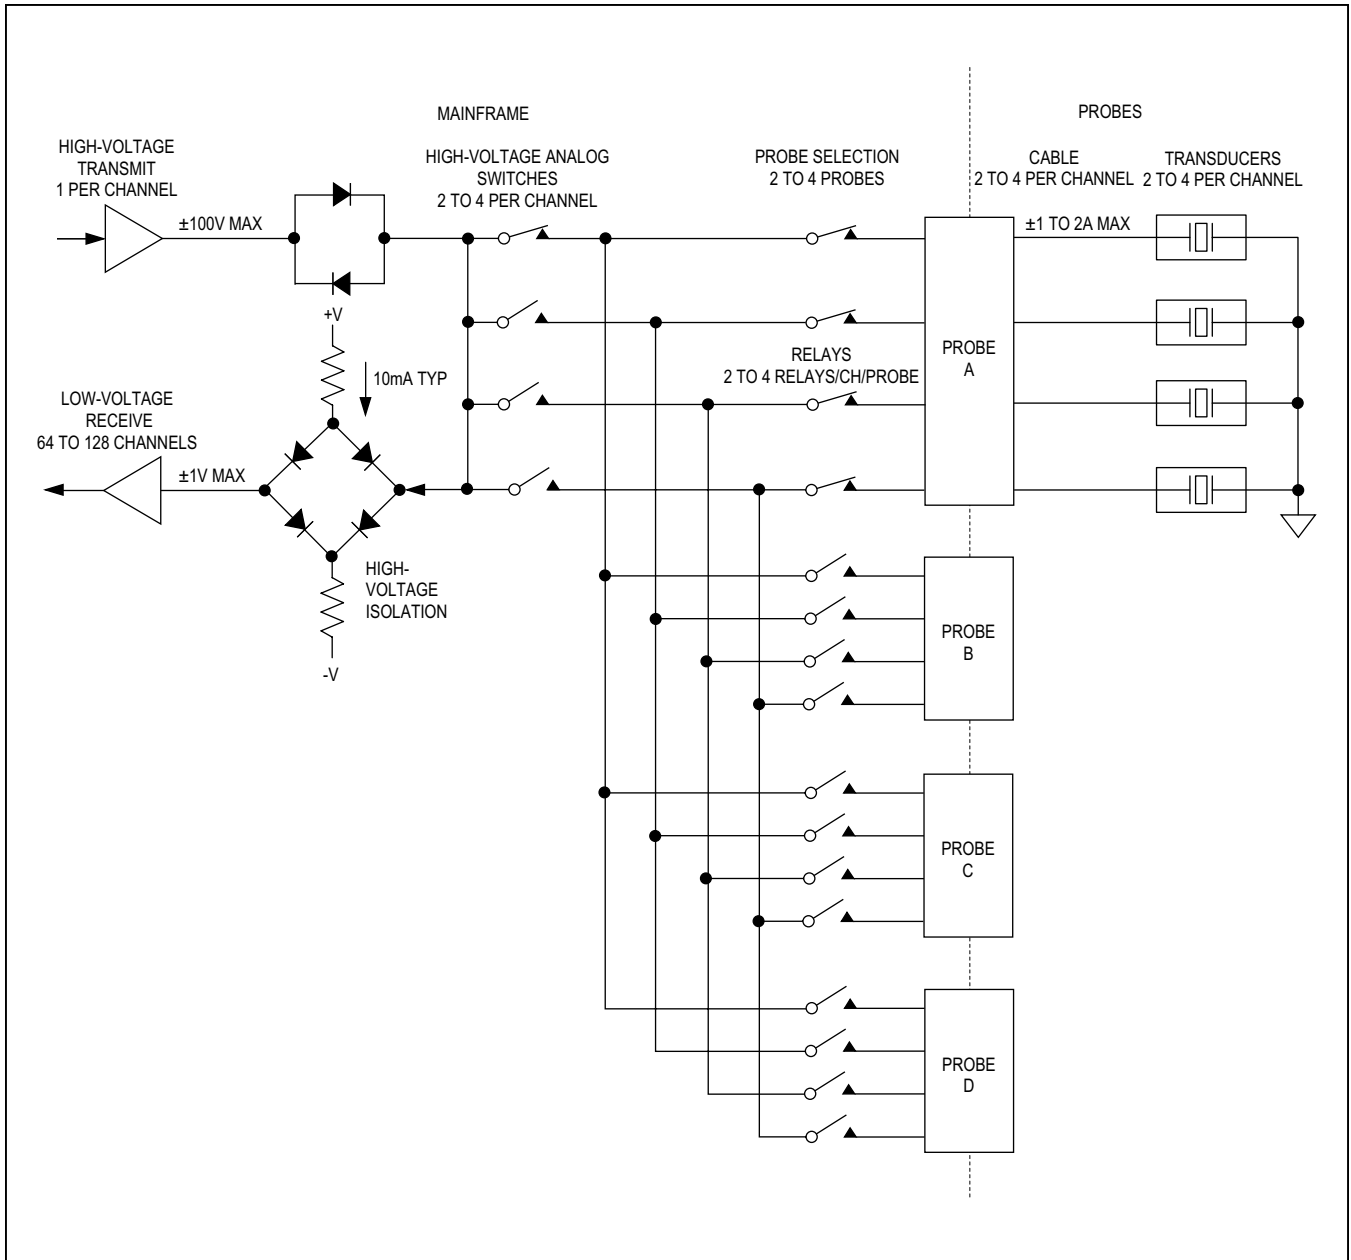 MAINFRAME
PROBES
HIGH-VOLTAGE
TRANSMIT
1 PER CHANNEL
HIGH-VOLTAGE ANALOG
SWITCHES
2 TO 4 PER CHANNEL
PROBE SELECTION
2 TO 4 PROBES
CABLE
2 TO 4 PER CHANNEL
TRANSDUCERS
2 TO 4 PER CHANNEL
±100V MAX
±1 TO 2A MAX
+V
10mA TYP
RELAYS
2 TO 4 RELAYS/CH/PROBE
PROBE
A
LOW-VOLTAGE
RECEIVE
64 TO 128 CHANNELS
±1V MAX
HIGH-
VOLTAGE
ISOLATION
-V
PROBE
B
PROBE
C
PROBE
D